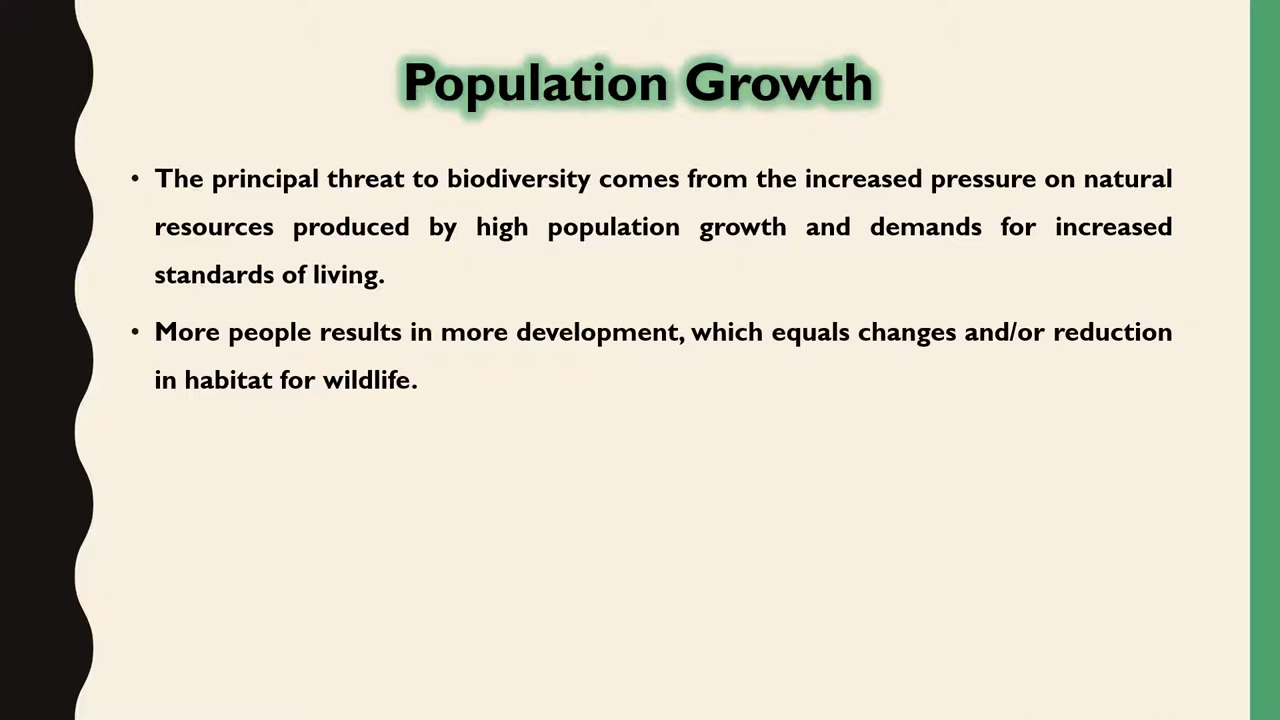 Population Growth
• The principal threat to biodiversity comes from the increased pressure on natural
resources produced by high population growth and demands for increased
standards of living.
• More people results in more development, which equals changes and/or reduction
in habitat for wildlife.